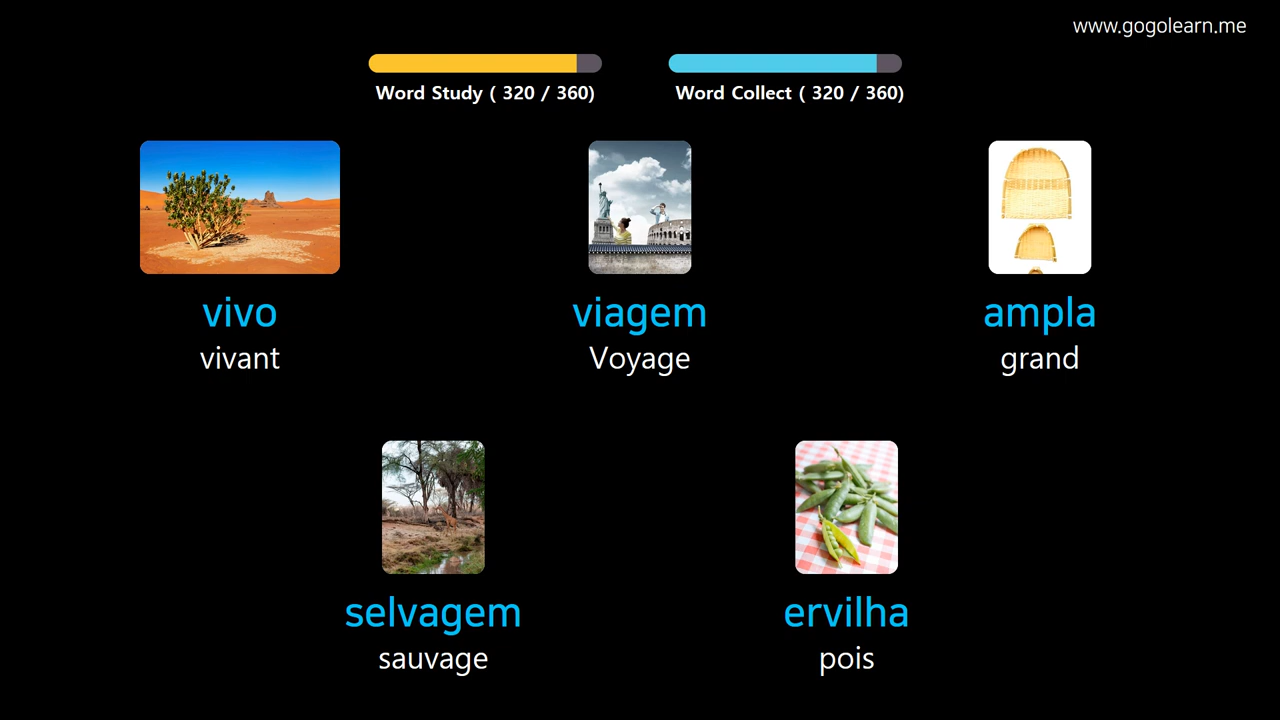 www.gogolearn.me
Word Study ( 320 / 360)
Word Collect ( 320 / 360)
vivo
vivant
viagem
Voyage
ampla
grand
selvagem
sauvage
ervilha
pois